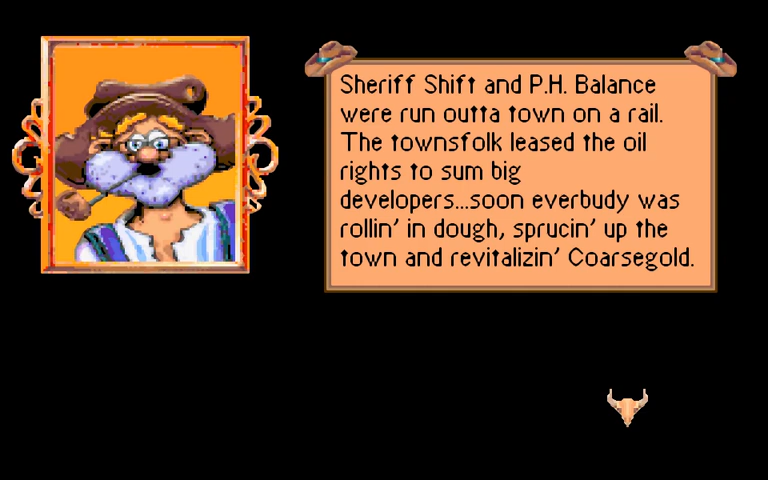 Sheriff Shift and P.H. Balance
were run outta town on a rail.
The townsfolk leased the oil
rights to sum big
developers...soon everbudy was
rollin' in dough, sprucin' up the
town and revitalizin' Coarsegold.